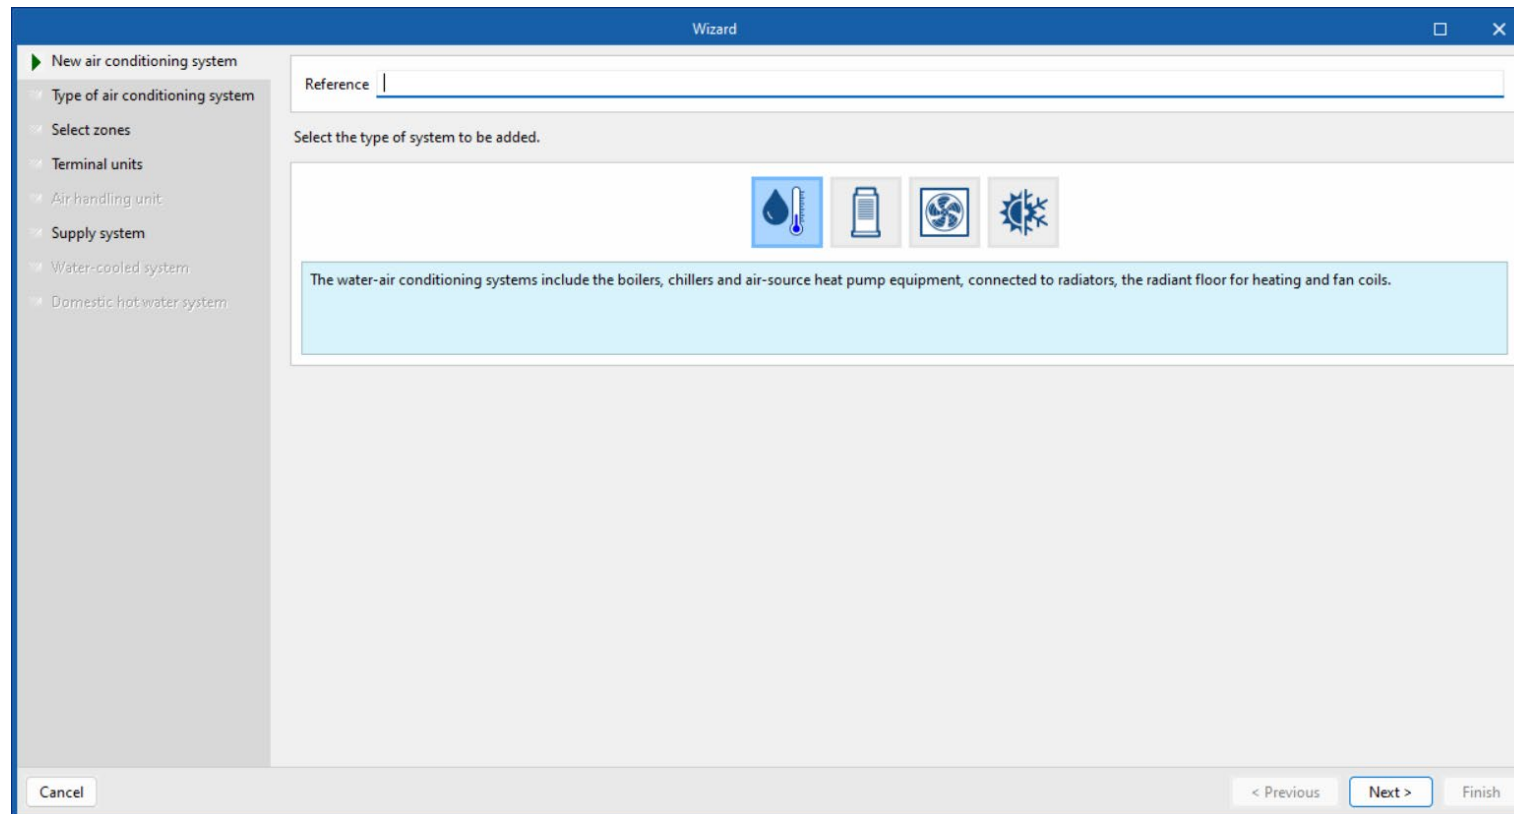 Wizard
New air conditioning system
Type of air conditioning system
Select zones
Terminal units
Air handling unit
Supply system
Water-cooled system
Domestic hot water system
Reference
Select the type of system to be added.
The water-air conditioning systems include the boilers, chillers and air-source heat pump equipment, connected to radiators, the radiant floor for heating and fan coils.
Cancel
< Previous
Next >
Finish